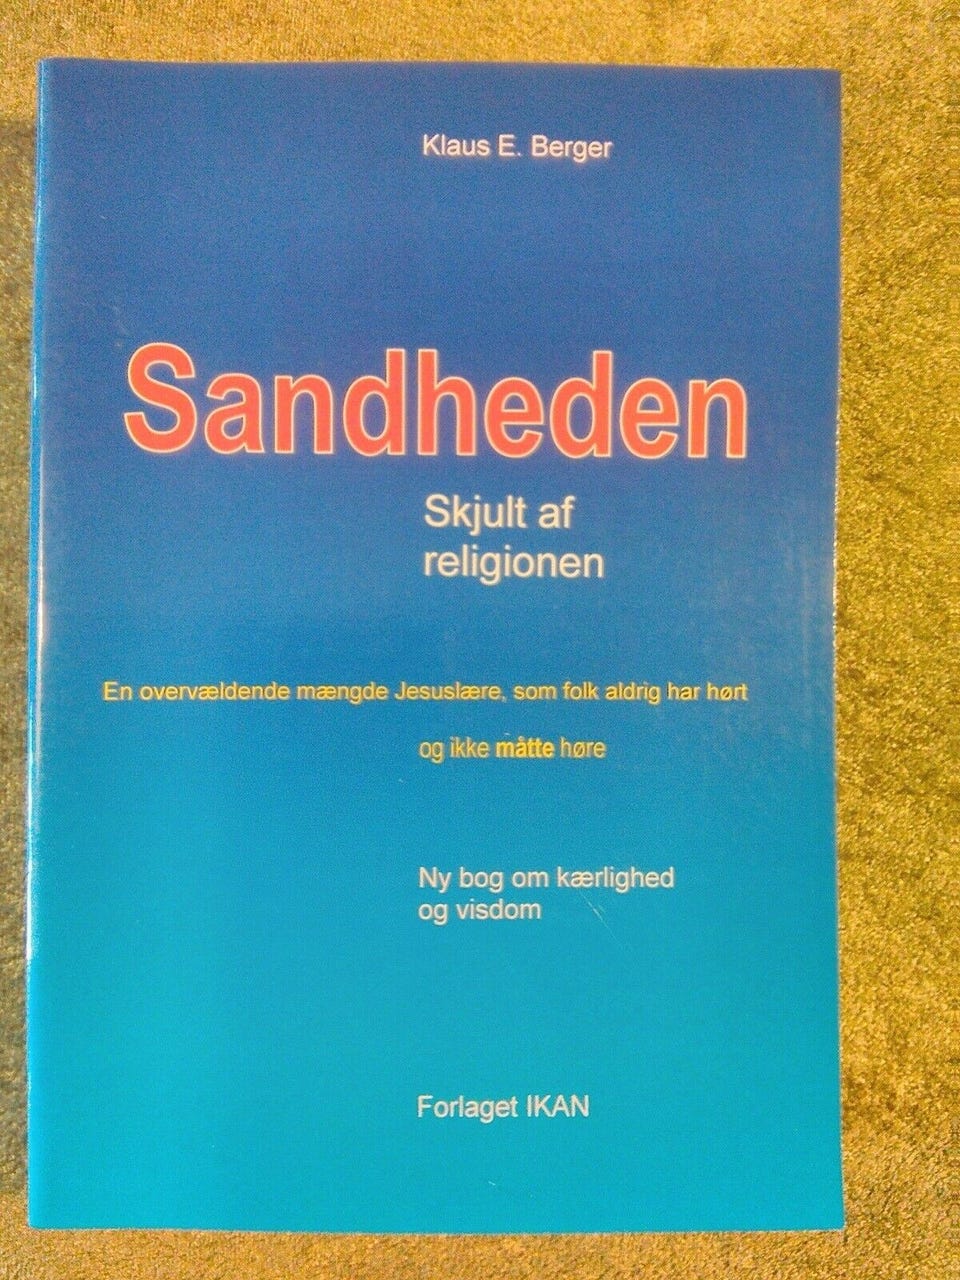 Klaus E. Berger
Sandheden
Skjult af
religionen
En overvældende mængde Jesuslære, som folk aldrig har hørt
og ikke måtte høre
Ny bog om kærlighed
og visdom
Forlaget IKAN